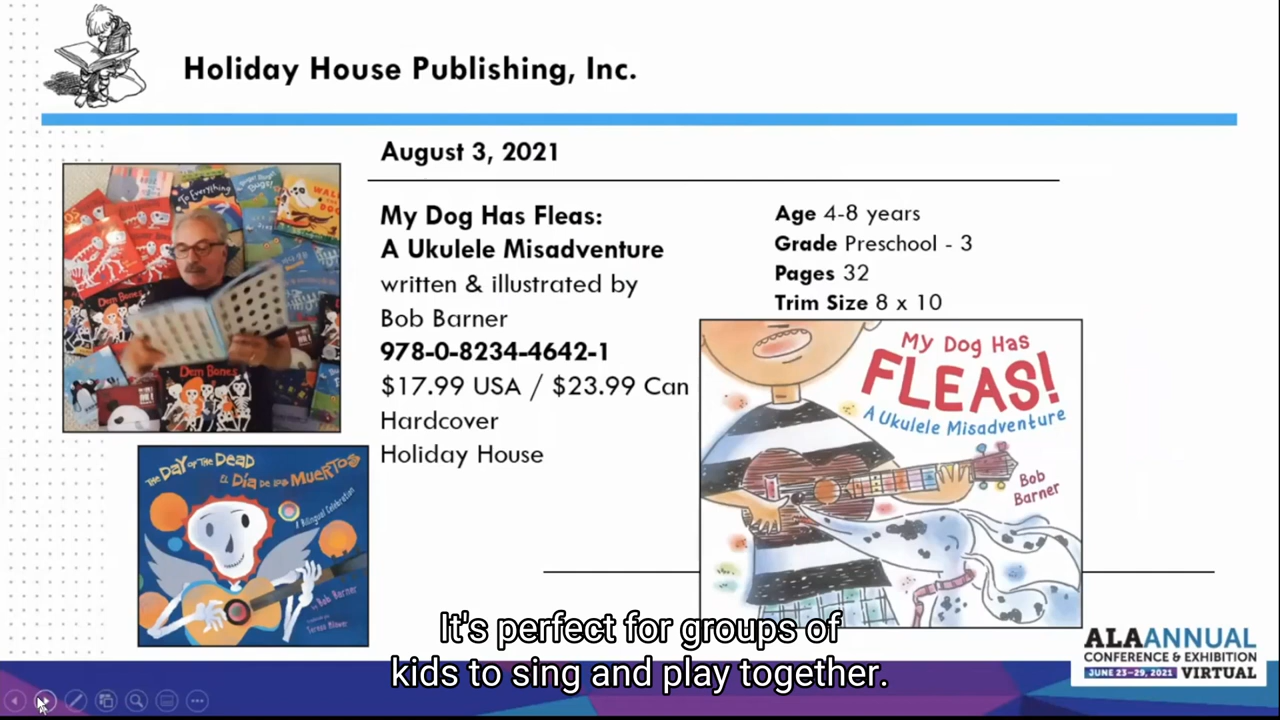 Holiday House Publishing, Inc.
August 3, 2021
My Dog Has Fleas:
A Ukulele Misadventure
written & illustrated by
Bob Barner
978-0-8234-4642-1
$17.99 USA / $23.99 Can
Hardcover
Holiday House
Age 4-8 years
Grade Preschool - 3
Pages 32
Trim Size 8 x 10
To Everything
Dem Bones
Dem Bones
THE DAY OF THE DEAD
EL DÍA DE LOS MUERTOS
A Bilingual Celebration
Bob Barner
My Dog Has
FLEAS!
A Ukulele Misadventure
Bob
Barner
It's perfect for groups of
kids to sing and play together.
ALA ANNUAL
CONFERENCE & EXHIBITION
JUNE 23-29, 2021 VIRTUAL